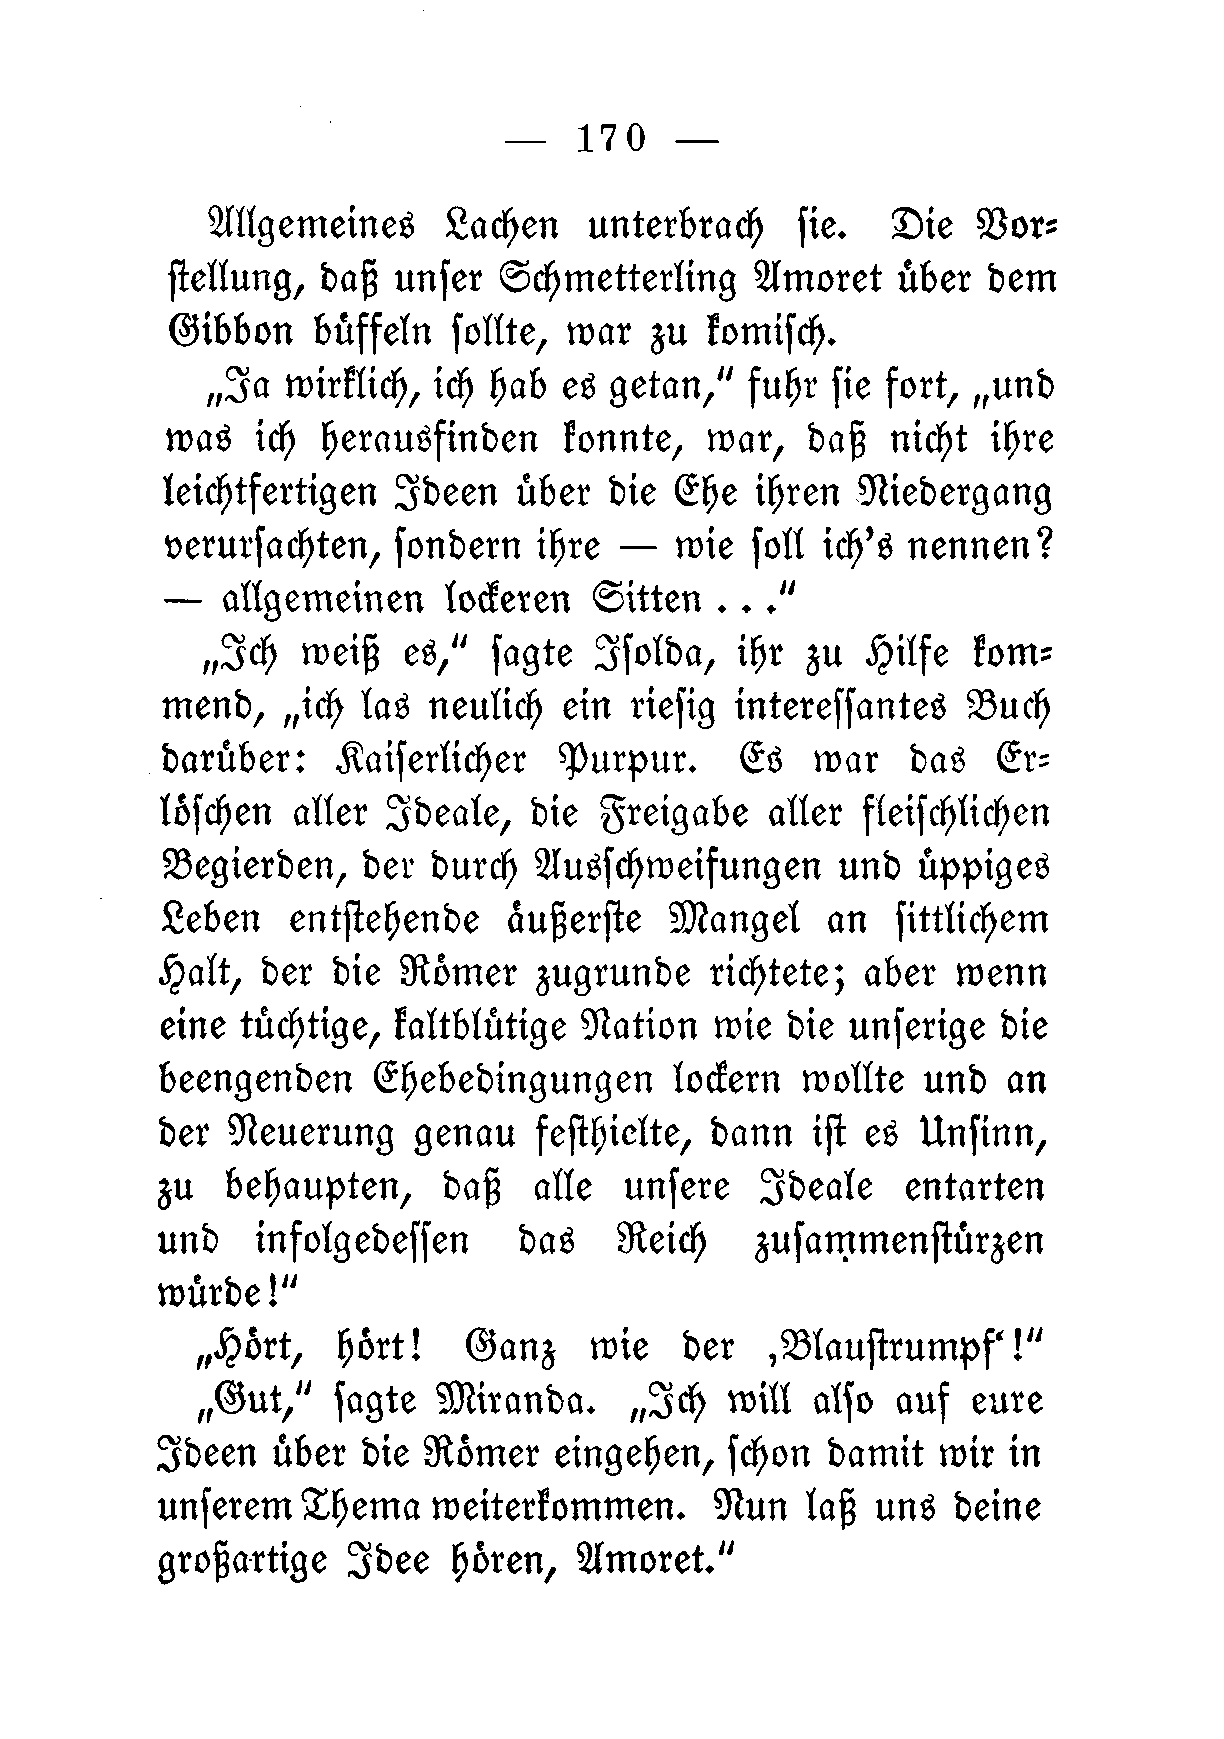 — 170 —
Allgemeines Lachen unterbrach ſie. Die Vor⸗
ſtellung, daß unſer Schmetterling Amoret über dem
Gibbon büffeln ſollte, war zu komiſch.
„Ja wirklich, ich hab es getan,“ fuhr ſie fort, „und
was ich herausfinden konnte, war, daß nicht ihre
leichtfertigen Ideen über die Ehe ihren Niedergang
verurſachten, ſondern ihre — wie ſoll ich's nennen?
— allgemeinen lockeren Sitten . . .“
„Ich weiß es,“ ſagte Iſolda, ihr zu Hilfe kom⸗
mend, „ich las neulich ein rieſig intereſſantes Buch
darüber: Kaiſerlicher Purpur. Es war das Er⸗
löſchen aller Ideale, die Freigabe aller fleiſchlichen
Begierden, der durch Ausſchweifungen und üppiges
Leben entſtehende äußerſte Mangel an ſittlichem
Halt, der die Römer zugrunde richtete; aber wenn
eine tüchtige, kaltblütige Nation wie die unſerige die
beengenden Ehebedingungen lockern wollte und an
der Neuerung genau feſthielte, dann iſt es Unſinn,
zu behaupten, daß alle unſere Ideale entarten
und infolgedeſſen das Reich zuſammenſtürzen
würde!“
„Hört, hört! Ganz wie der ‚Blauſtrumpf‘!“
„Gut,“ ſagte Miranda. „Ich will alſo auf eure
Ideen über die Römer eingehen, ſchon damit wir in
unſerem Thema weiterkommen. Nun laß uns deine
großartige Idee hören, Amoret.“